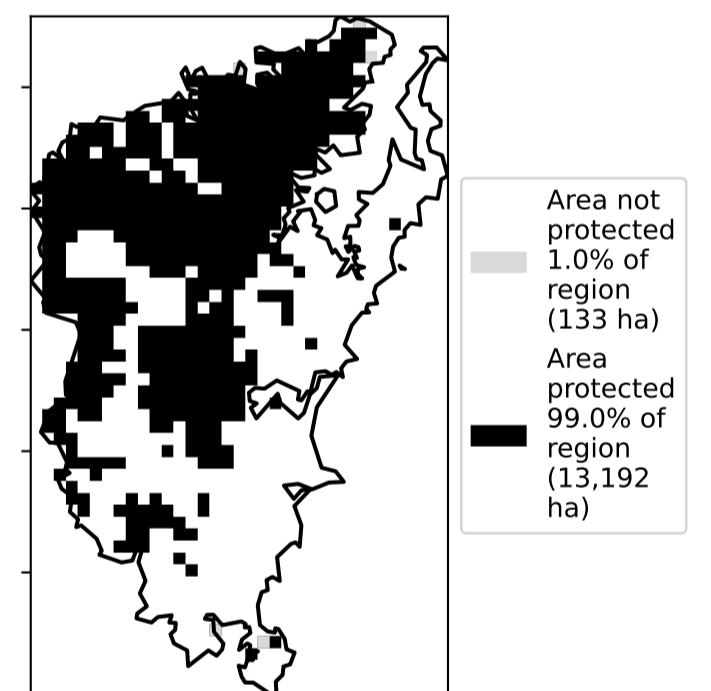 Area not
protected
1.0% of
region
(133 ha)
Area
protected
99.0% of
region
(13,192
ha)